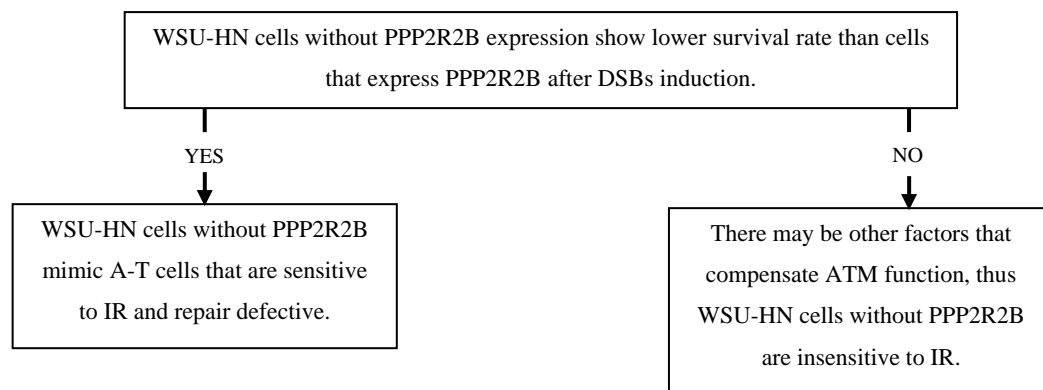 WSU-HN cells without PPP2R2B expression show lower survival rate than cells
that express PPP2R2B after DSBs induction.
YES
NO
WSU-HN cells without PPP2R2B
mimic A-T cells that are sensitive
to IR and repair defective.
There may be other factors that
compensate ATM function, thus
WSU-HN cells without PPP2R2B
are insensitive to IR.